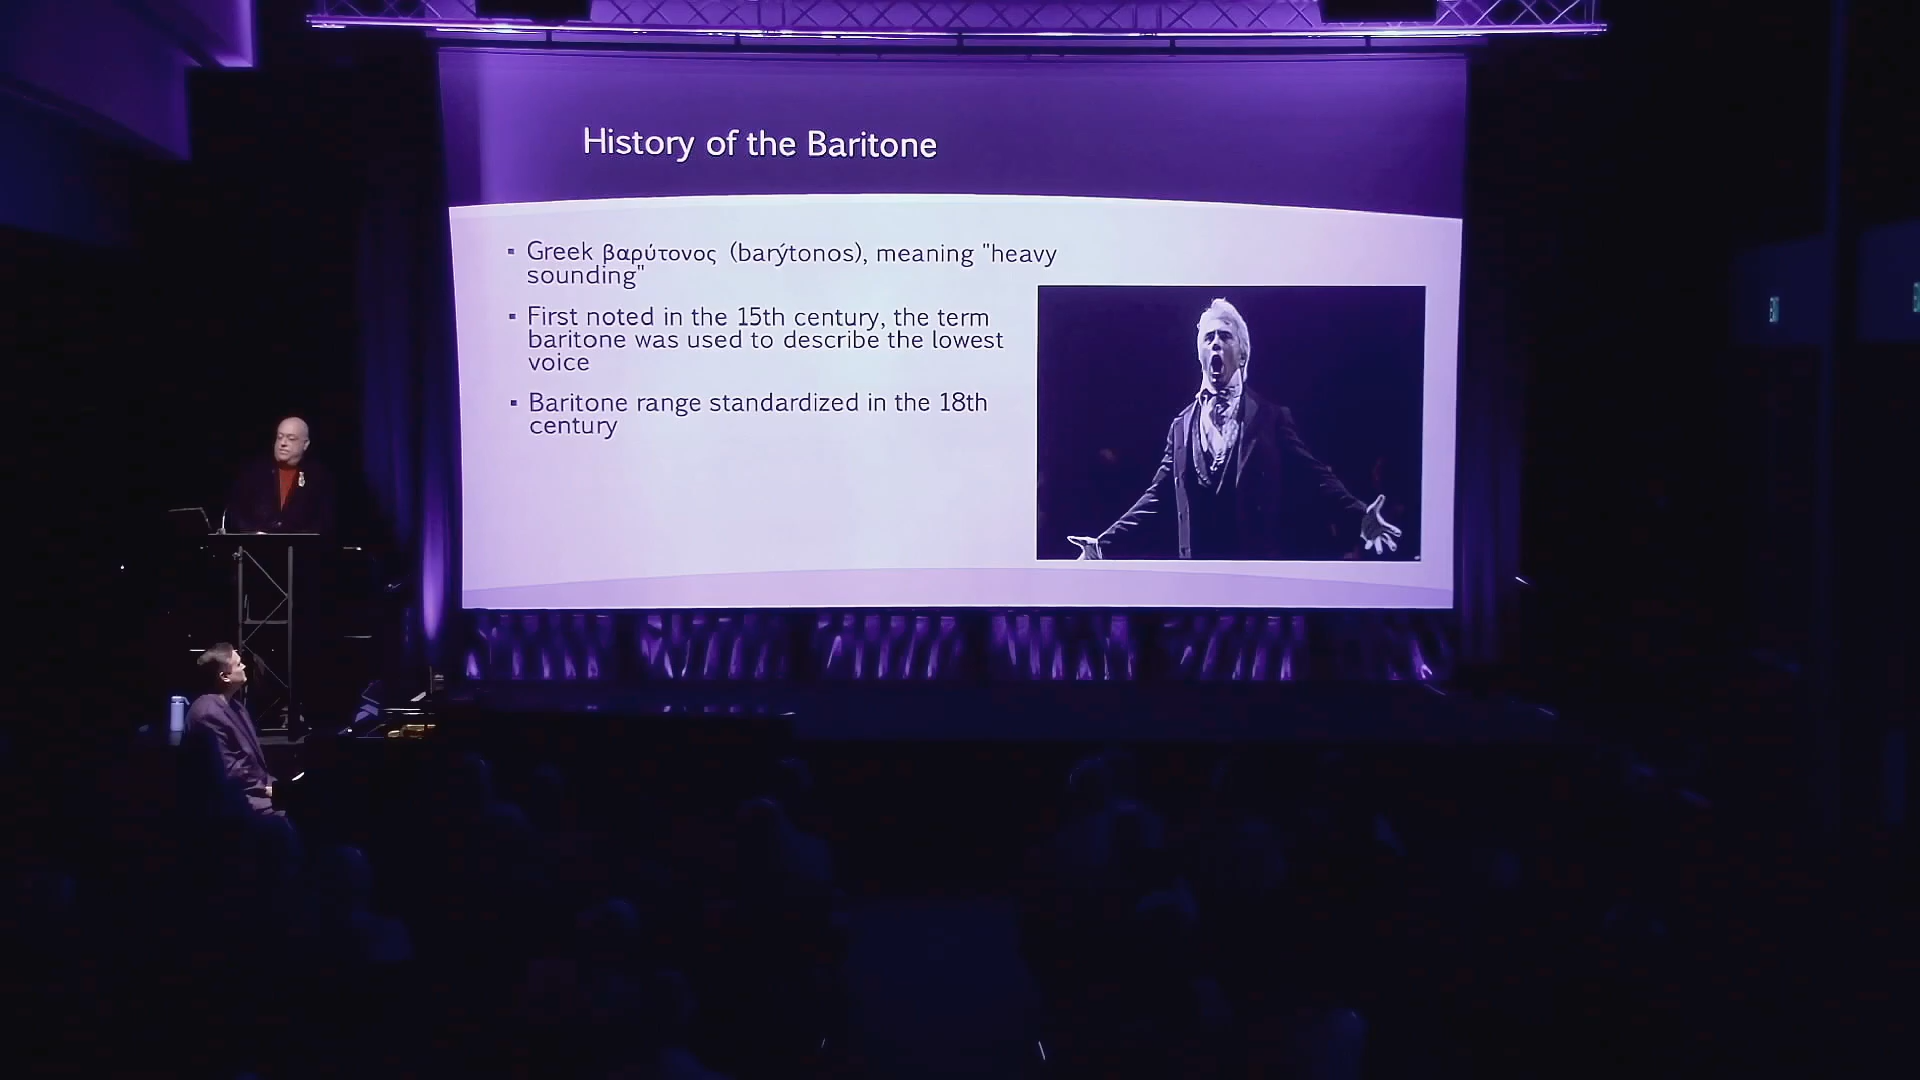 History of the Baritone
▪ Greek βαρύτονος (barýtonos), meaning "heavy
sounding"
▪ First noted in the 15th century, the term
baritone was used to describe the lowest
voice
▪ Baritone range standardized in the 18th
century